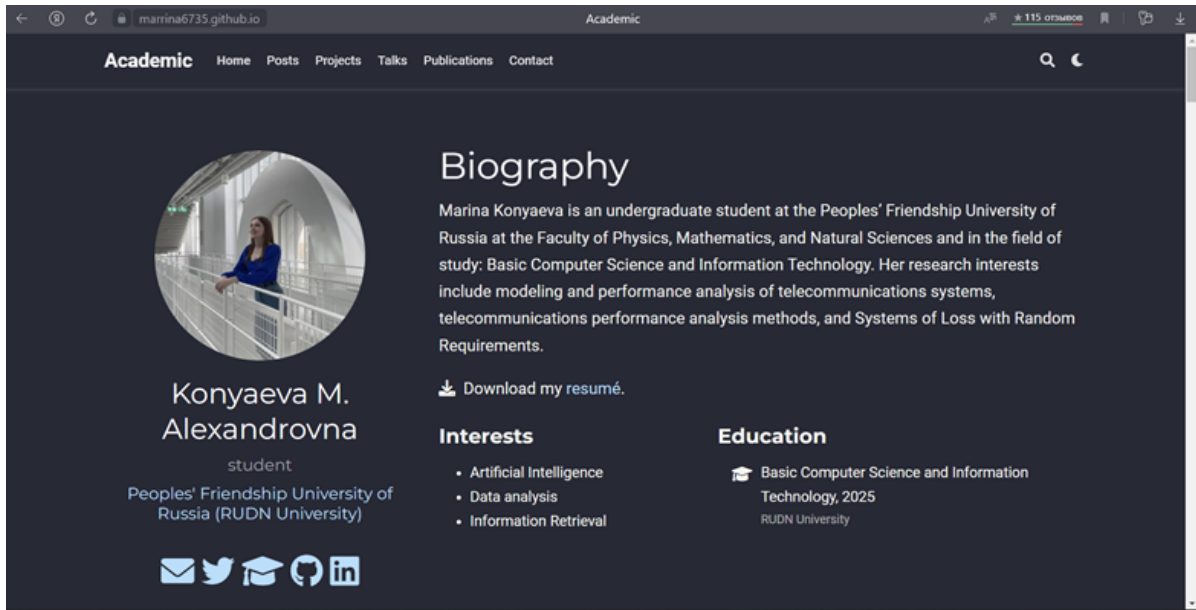 marrina6735.github.io
Academic
★ 115 отзывов
Academic Home Posts Projects Talks Publications Contact
Biography
Marina Konyaeva is an undergraduate student at the Peoples' Friendship University of
Russia at the Faculty of Physics, Mathematics, and Natural Sciences and in the field of
study: Basic Computer Science and Information Technology. Her research interests
include modeling and performance analysis of telecommunications systems,
telecommunications performance analysis methods, and Systems of Loss with Random
Requirements.
Download my resumé.
Konyaeva M.
Alexandrovna
student
Peoples' Friendship University of
Russia (RUDN University)
in
Interests
• Artificial Intelligence
• Data analysis
• Information Retrieval
Education
Basic Computer Science and Information
Technology, 2025
RUDN University